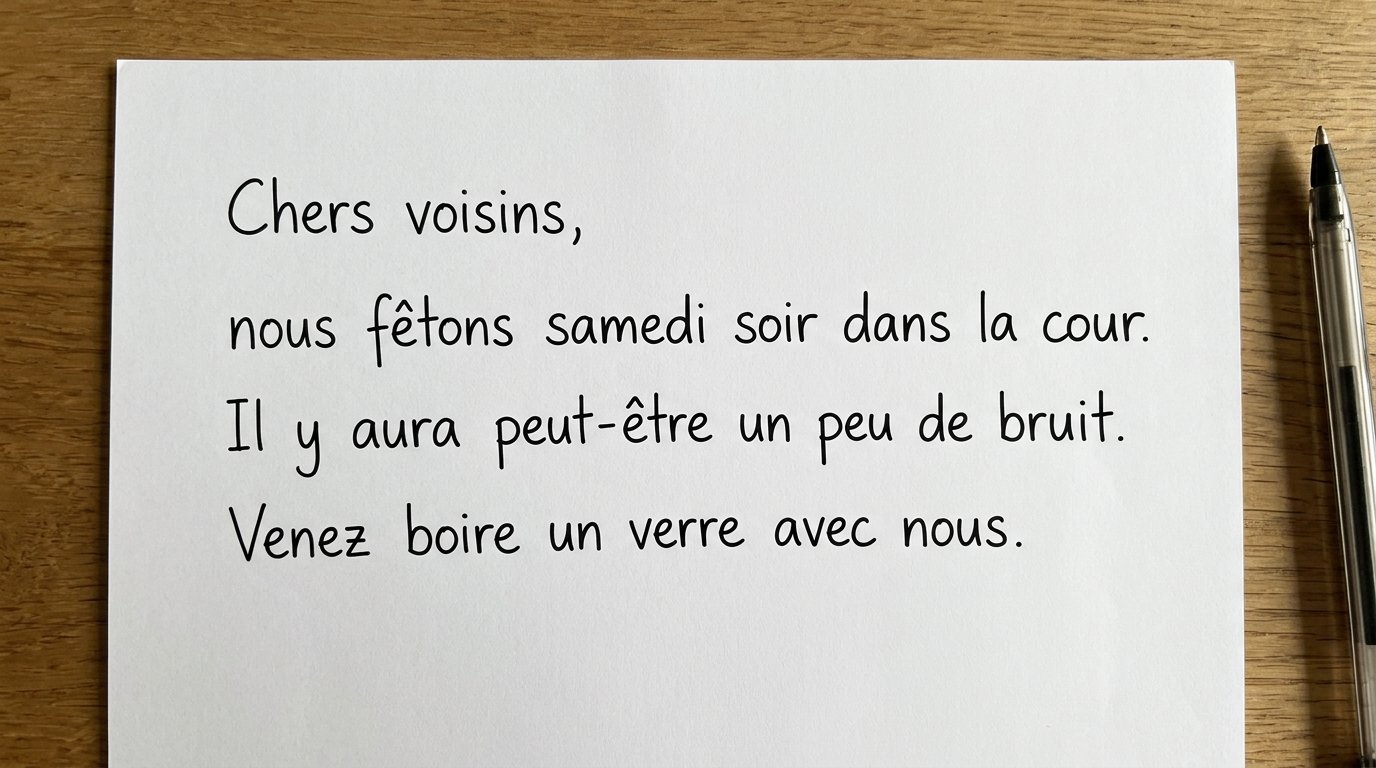 Chers voisins,
nous fêtons samedi soir dans la cour.
Il y aura peut-être un peu de bruit.
Venez boire un verre avec nous.